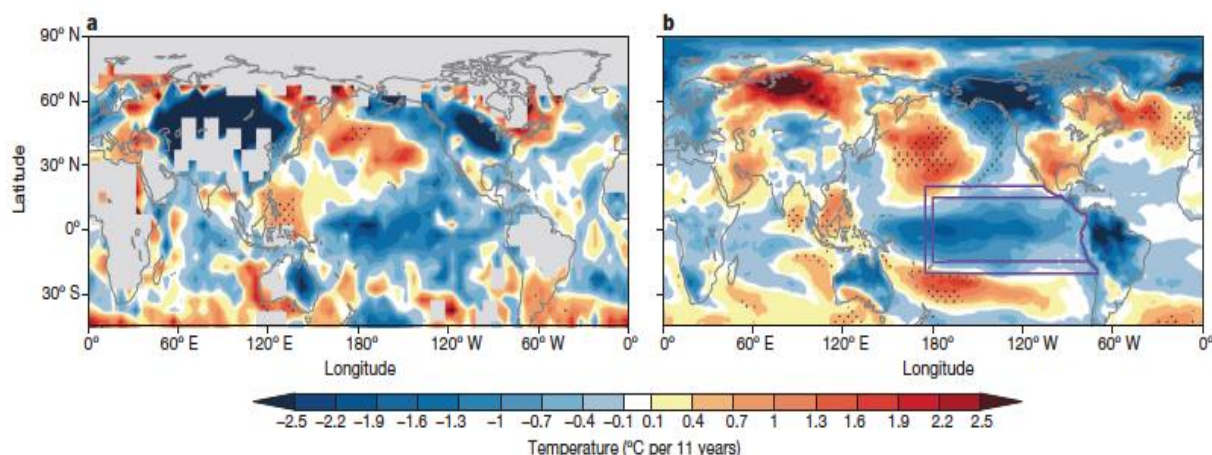 a
b
90° N
60° N
30° N
0°
30° S
Latitude
0° 60° E 120° E 180° 120° W 60° W 0°
0° 60° E 120° E 180° 120° W 60° W 0°
Longitude
Longitude
−2.5 −2.2 −1.9 −1.6 −1.3 −1 −0.7 −0.4 −0.1 0.1 0.4 0.7 1 1.3 1.6 1.9 2.2 2.5
Temperature (°C per 11 years)